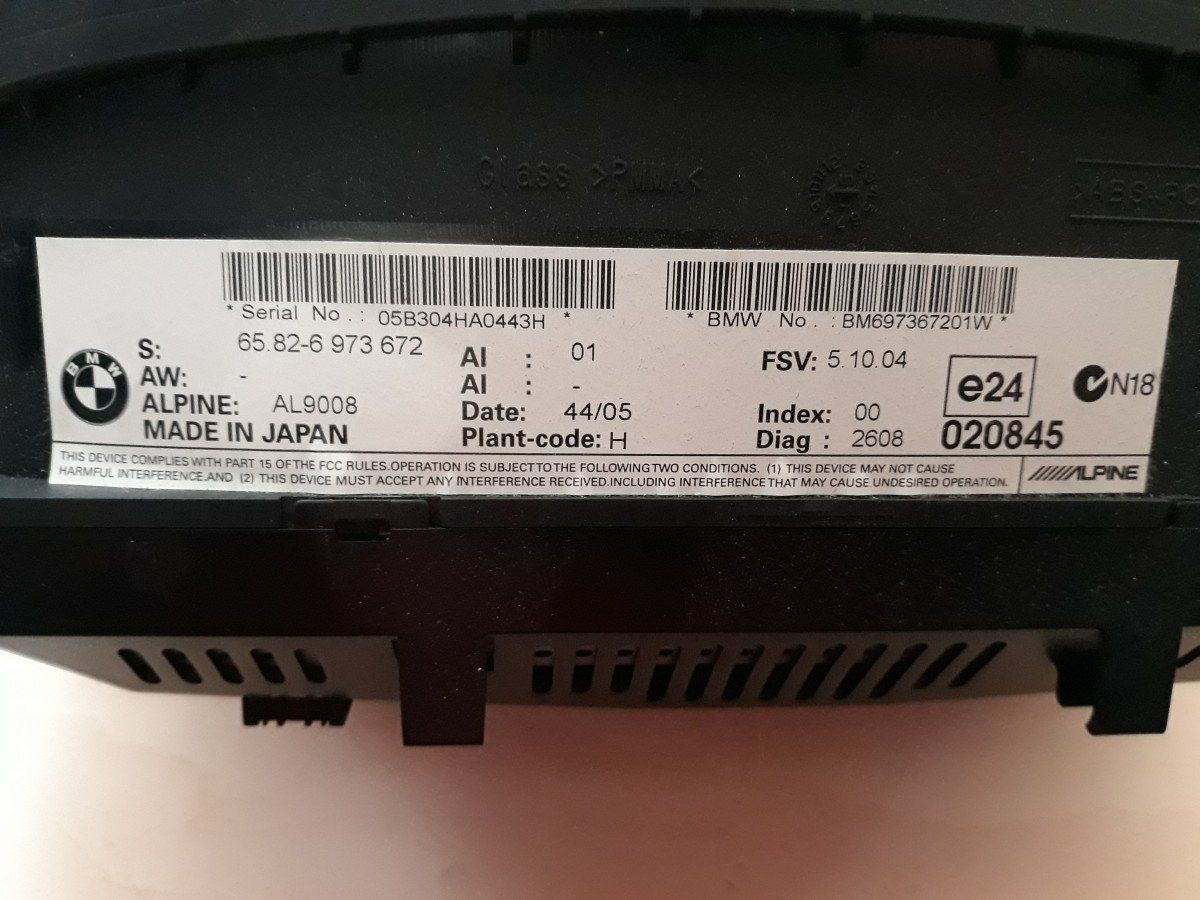 Glass >PMMA<
>ABS+PC
* Serial No . : 05B304HA0443H *
* BMW No . : BM697367201W *
BMW
S: 65.82-6 973 672
AW: -
ALPINE: AL9008
MADE IN JAPAN
AI : 01
AI : -
Date: 44/05
Plant-code: H
FSV: 5.10.04
Index: 00
Diag : 2608
e24
020845
N18
THIS DEVICE COMPLIES WITH PART 15 OF THE FCC RULES.OPERATION IS SUBJECT TO THE FOLLOWING TWO CONDITIONS. (1) THIS DEVICE MAY NOT CAUSE
HARMFUL INTERFERENCE.AND (2) THIS DEVICE MUST ACCEPT ANY INTERFERENCE RECEIVED.INCLUDING INTERFERENCE THAT MAY CAUSE UNDESIRED OPERATION.
ALPINE